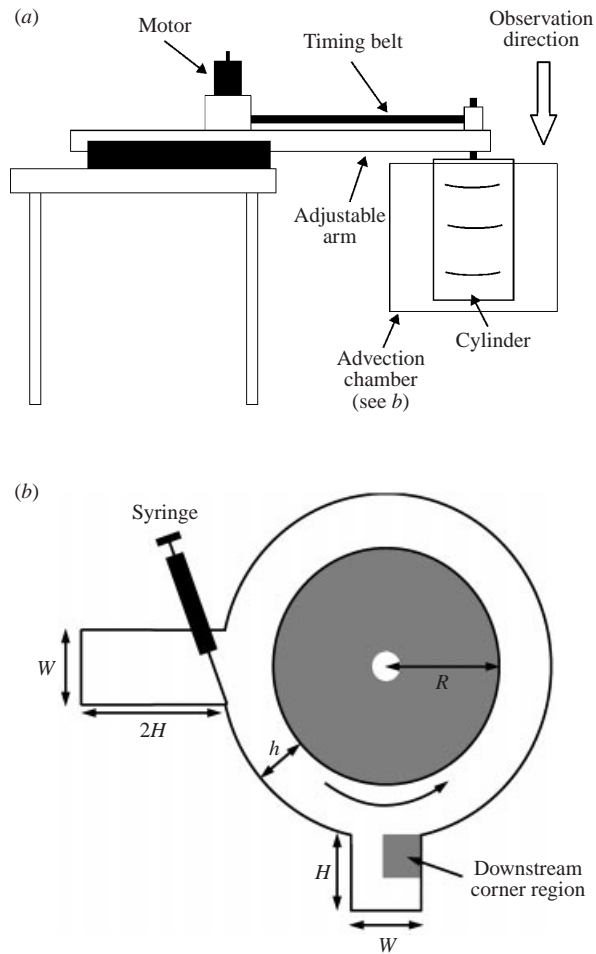 (a)
Motor
Timing belt
Observation
direction
Adjustable
arm
Advection
chamber
(see b)
Cylinder
(b)
Syringe
W
2H
h
R
H
W
Downstream
corner region